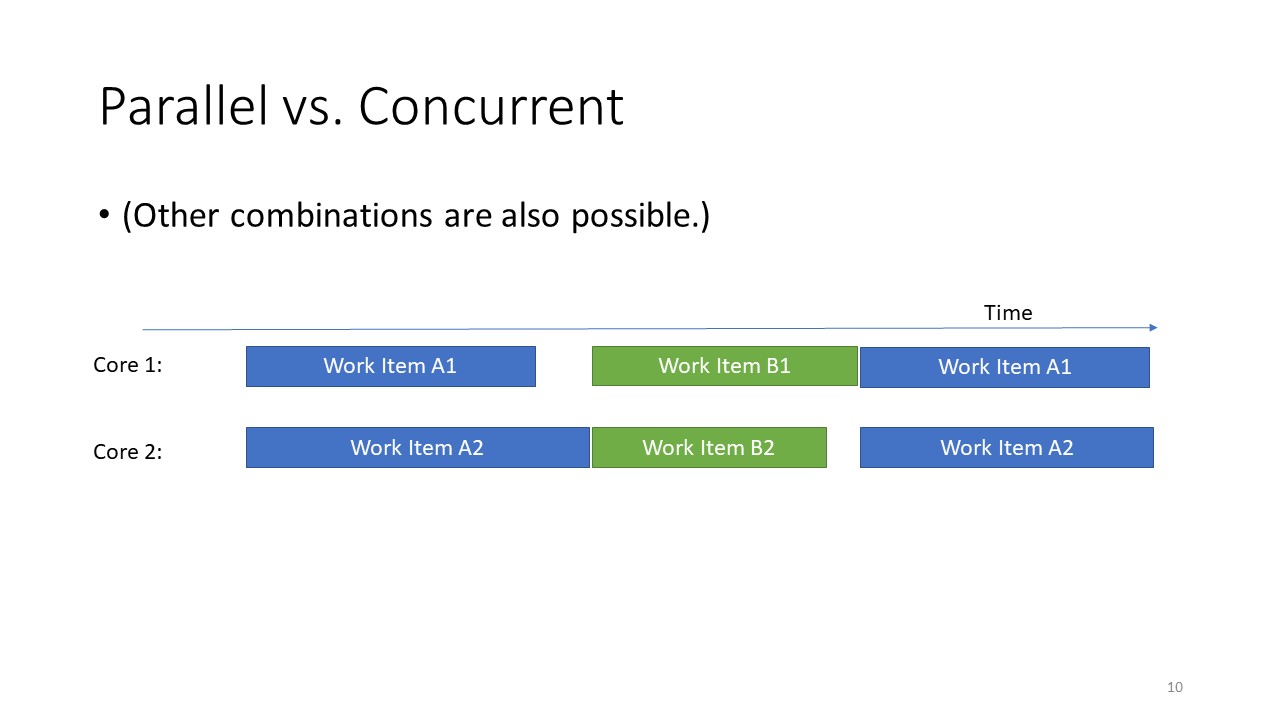 Parallel vs. Concurrent
• (Other combinations are also possible.)
Time
Core 1:
Work Item A1
Work Item B1
Work Item A1
Core 2:
Work Item A2
Work Item B2
Work Item A2
10